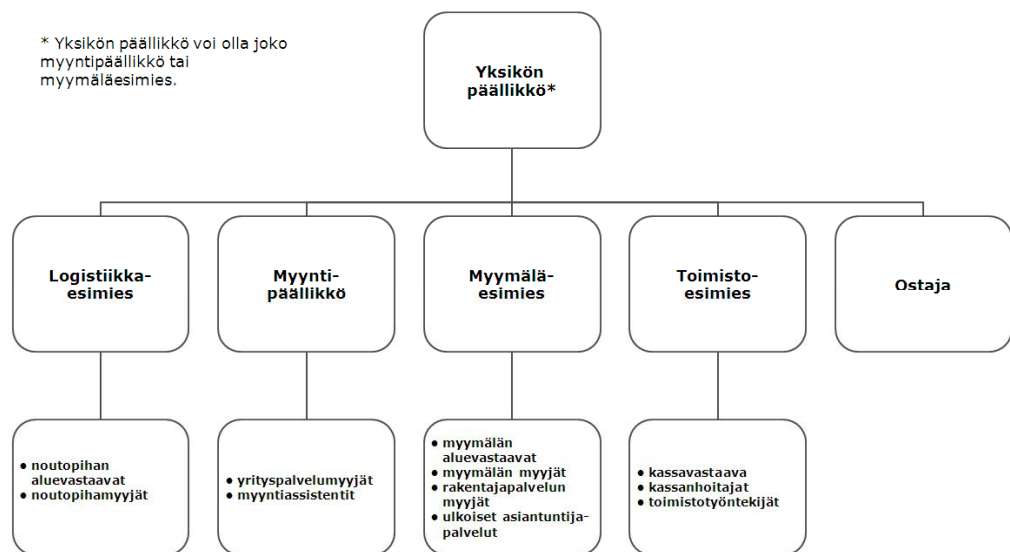 * Yksikön päällikkö voi olla joko
myyntipäällikkö tai
myymäläesimies.
Yksikön
päällikkö*
Logistiikka-
esimies
Myynti-
päällikkö
Myymälä-
esimies
Toimisto-
esimies
Ostaja
● noutopihan
aluevastaavat
● noutopihamyyjät
● yrityspalvelumyyjät
● myyntiassistentit
● myymälän
aluevastaavat
● myymälän myyjät
● rakentajapalvelun
myyjät
● ulkoiset asiantuntija-
palvelut
● kassavastaava
● kassanhoitajat
● toimistotyöntekijät